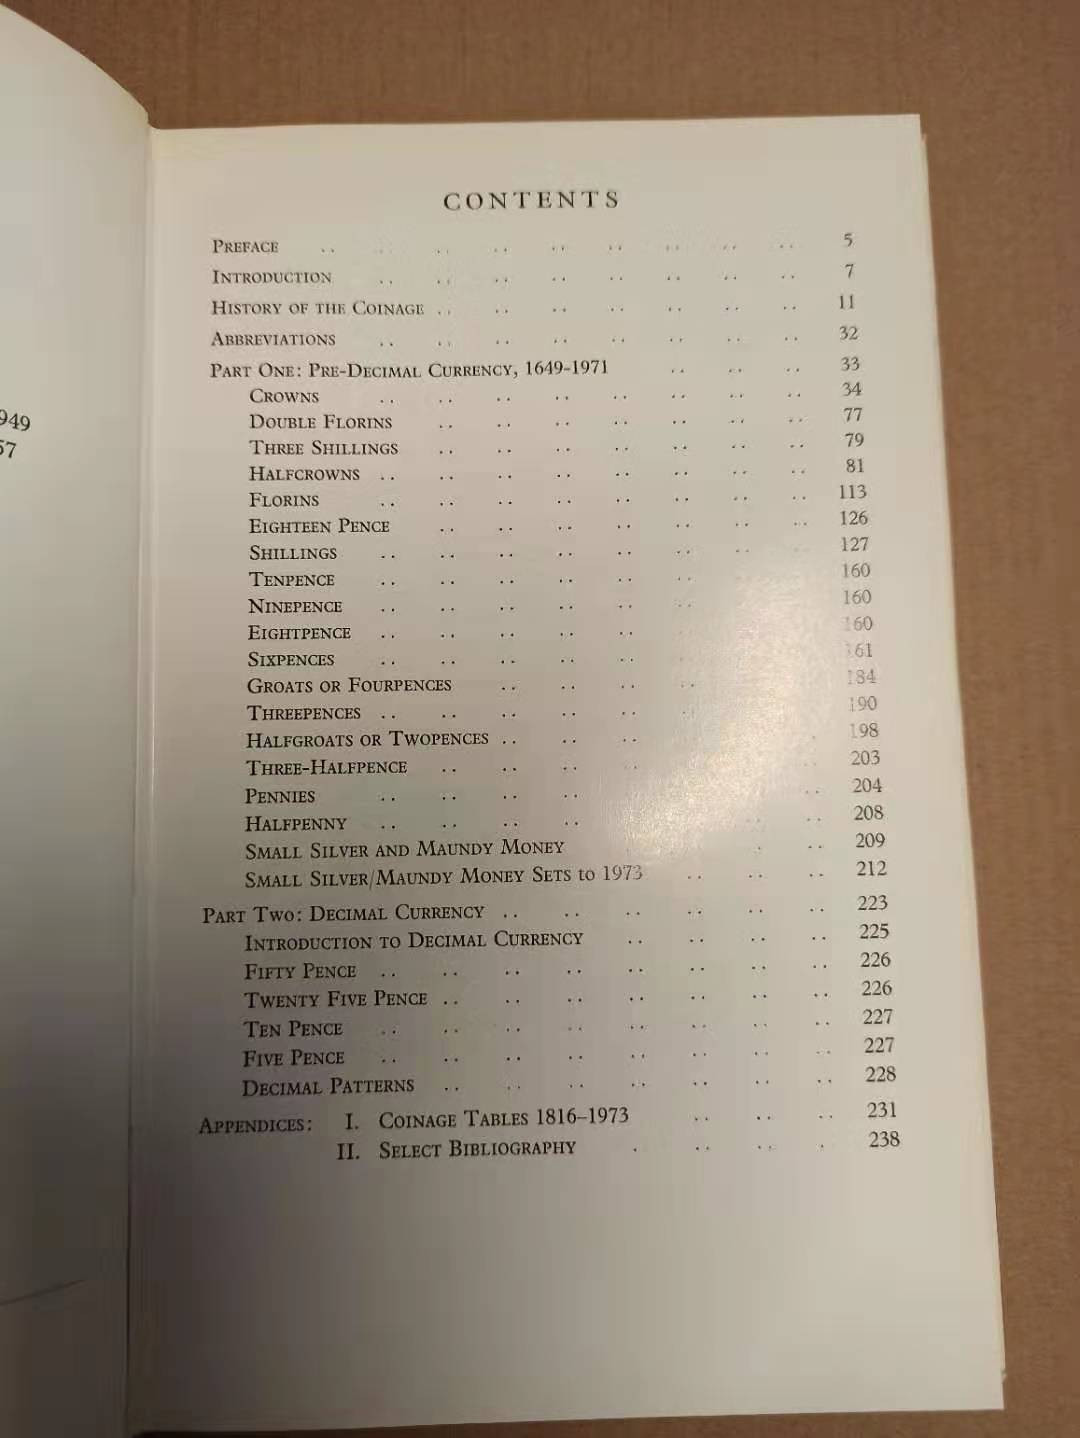 949
57
CONTENTS
PREFACE .. .. .. .. .. .. .. .. .. 5
INTRODUCTION .. .. .. .. .. .. .. .. 7
HISTORY OF THE COINAGE .. .. .. .. .. .. .. 11
ABBREVIATIONS .. .. .. .. .. .. .. .. 32
PART ONE: PRE-DECIMAL CURRENCY, 1649-1971 .. .. .. 33
CROWNS .. .. .. .. .. .. .. .. 34
DOUBLE FLORINS .. .. .. .. .. .. .. 77
THREE SHILLINGS .. .. .. .. .. .. .. 79
HALFCROWNS .. .. .. .. .. .. .. .. 81
FLORINS .. .. .. .. .. .. .. .. 113
EIGHTEEN PENCE .. .. .. .. .. .. .. 126
SHILLINGS .. .. .. .. .. .. .. .. 127
TENPENCE .. .. .. .. .. .. 160
NINEPENCE .. .. .. .. .. .. 160
EIGHTPENCE .. .. .. .. .. 160
SIXPENCES .. .. .. .. .. 161
GROATS OR FOURPENCES .. .. .. .. 184
THREEPENCES .. .. .. .. .. 190
HALFGROATS OR TWOPENCES .. .. .. 198
THREE-HALFPENCE .. .. .. .. 203
PENNIES .. .. .. .. .. 204
HALFPENNY .. .. .. .. .. .. 208
SMALL SILVER AND MAUNDY MONEY .. 209
SMALL SILVER/MAUNDY MONEY SETS to 1973 .. .. .. 212
PART TWO: DECIMAL CURRENCY .. .. .. .. .. .. 223
INTRODUCTION TO DECIMAL CURRENCY .. .. .. .. 225
FIFTY PENCE .. .. .. .. .. .. .. .. 226
TWENTY FIVE PENCE .. .. .. .. .. .. .. 226
TEN PENCE .. .. .. .. .. .. .. .. 227
FIVE PENCE .. .. .. .. .. .. .. .. 227
DECIMAL PATTERNS .. .. .. .. .. .. .. 228
APPENDICES: I. COINAGE TABLES 1816–1973 .. .. .. 231
II. SELECT BIBLIOGRAPHY . .. .. . 238